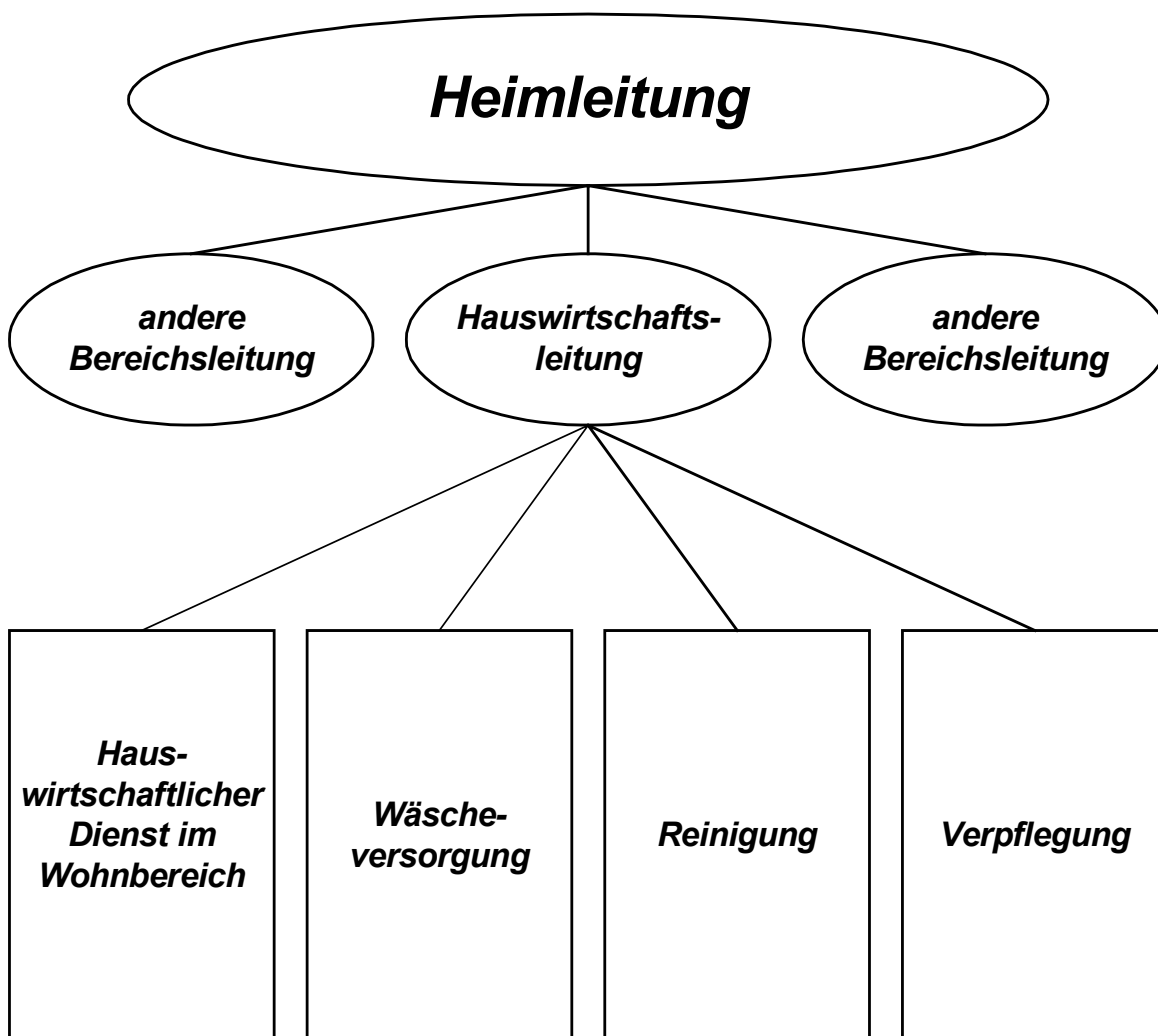 Heimleitung
andere
Bereichsleitung
Hauswirtschafts-
leitung
andere
Bereichsleitung
Haus-
wirtschaftlicher
Dienst im
Wohnbereich
Wäsche-
versorgung
Reinigung
Verpflegung